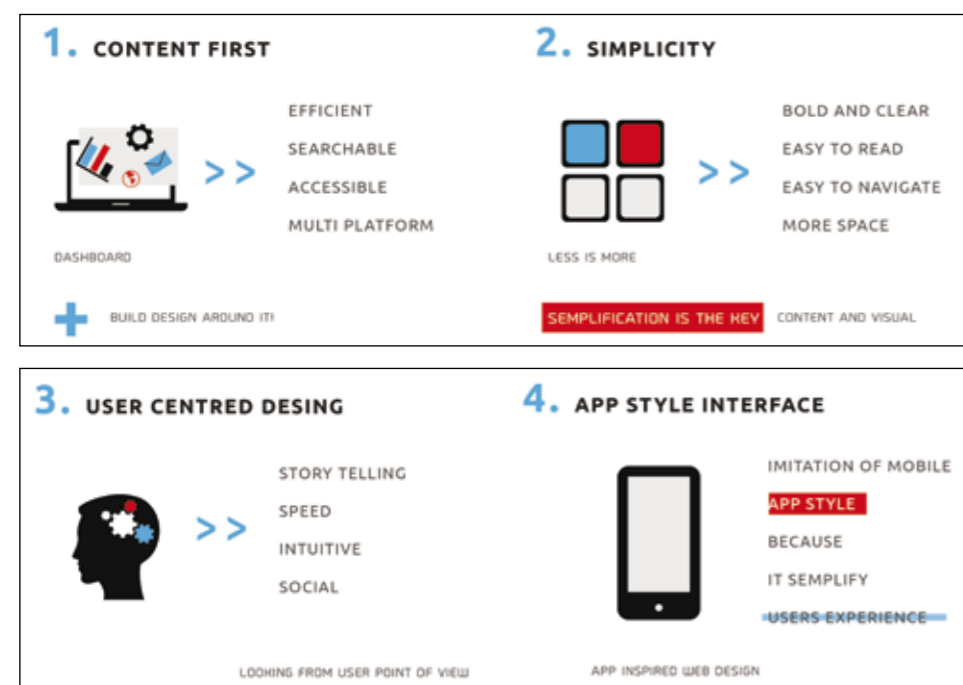 1. CONTENT FIRST
EFFICIENT
SEARCHABLE
>>
ACCESSIBLE
MULTI PLATFORM
DASHBOARD
BUILD DESIGN AROUND IT!
2. SIMPLICITY
BOLD AND CLEAR
EASY TO READ
>>
EASY TO NAVIGATE
MORE SPACE
LESS IS MORE
SEMPLIFICATION IS THE KEY CONTENT AND VISUAL
3. USER CENTRED DESING
STORY TELLING
SPEED
>>
INTUITIVE
SOCIAL
LOOKING FROM USER POINT OF VIEW
4. APP STYLE INTERFACE
IMITATION OF MOBILE
APP STYLE
BECAUSE
IT SEMPLIFY
USERS EXPERIENCE
APP INSPIRED WEB DESIGN